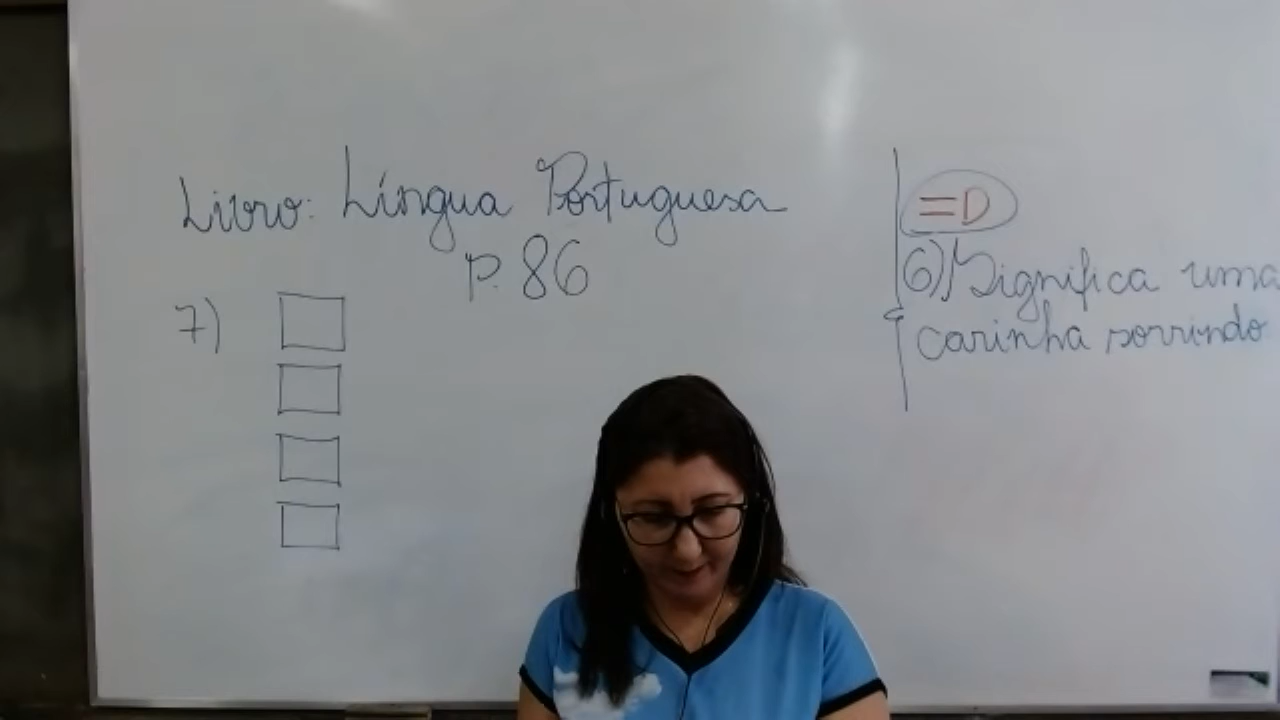 Livro: Língua Portuguesa
p. 86
7)
=D
6) Significa uma
carinha sorrindo